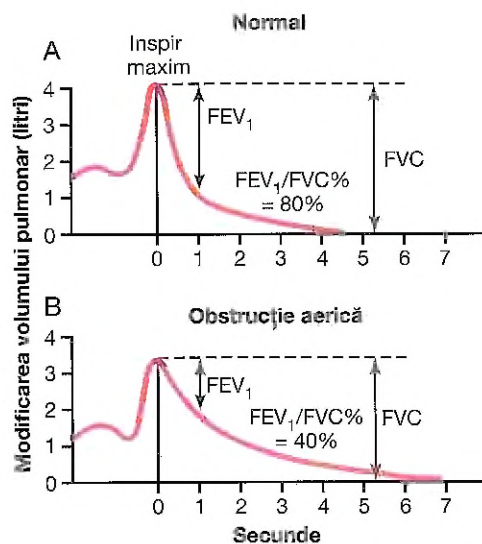 Normal
A
Inspir
maxim
4
3
2
1
0
FEV1
FVC
FEV1/FVC%
= 80%
0 1 2 3 4 5 6 7
Modificarea volumului pulmonar (litri)
B
Obstrucție aerică
4
3
2
1
0
FEV1
FVC
FEV1/FVC%
= 40%
0 1 2 3 4 5 6 7
Secunde